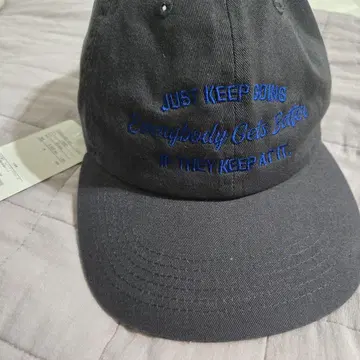 JUST KEEP GOING
Everybody Gets Better
IF THEY KEEP AT IT.